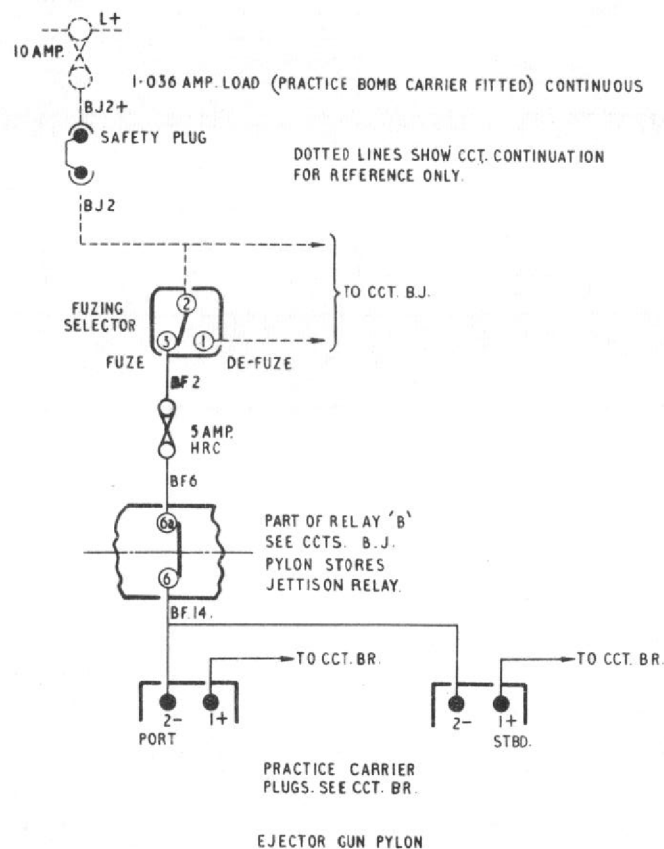 L+
10 AMP.
1·036 AMP. LOAD (PRACTICE BOMB CARRIER FITTED) CONTINUOUS
BJ2+
SAFETY PLUG
DOTTED LINES SHOW CCT. CONTINUATION
FOR REFERENCE ONLY.
BJ2
TO CCT. B.J.
FUZING
SELECTOR
2
3
1
FUZE
DE-FUZE
BF2
5 AMP.
HRC
BF6
6a
PART OF RELAY 'B'
SEE CCTS. B.J.
PYLON STORES
JETTISON RELAY.
6
BF.14.
TO CCT. BR.
TO CCT. BR.
2-
1+
PORT
2-
1+
STBD.
PRACTICE CARRIER
PLUGS. SEE CCT. BR.
EJECTOR GUN PYLON